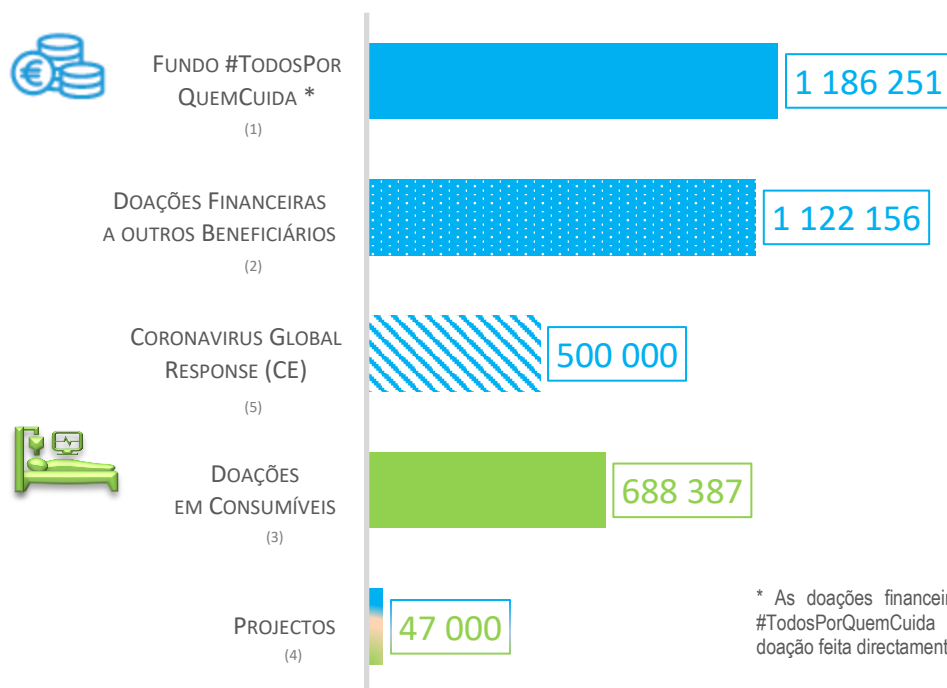 FUNDO #TODOSPOR
QUEMCUIDA *
(1)
1 186 251
DOAÇÕES FINANCEIRAS
A OUTROS BENEFICIÁRIOS
(2)
1 122 156
CORONAVIRUS GLOBAL
RESPONSE (CE)
(5)
500 000
DOAÇÕES
EM CONSUMÍVEIS
(3)
688 387
PROJECTOS
(4)
47 000
* As doações
#TodosPorQuemCuida
doação feita